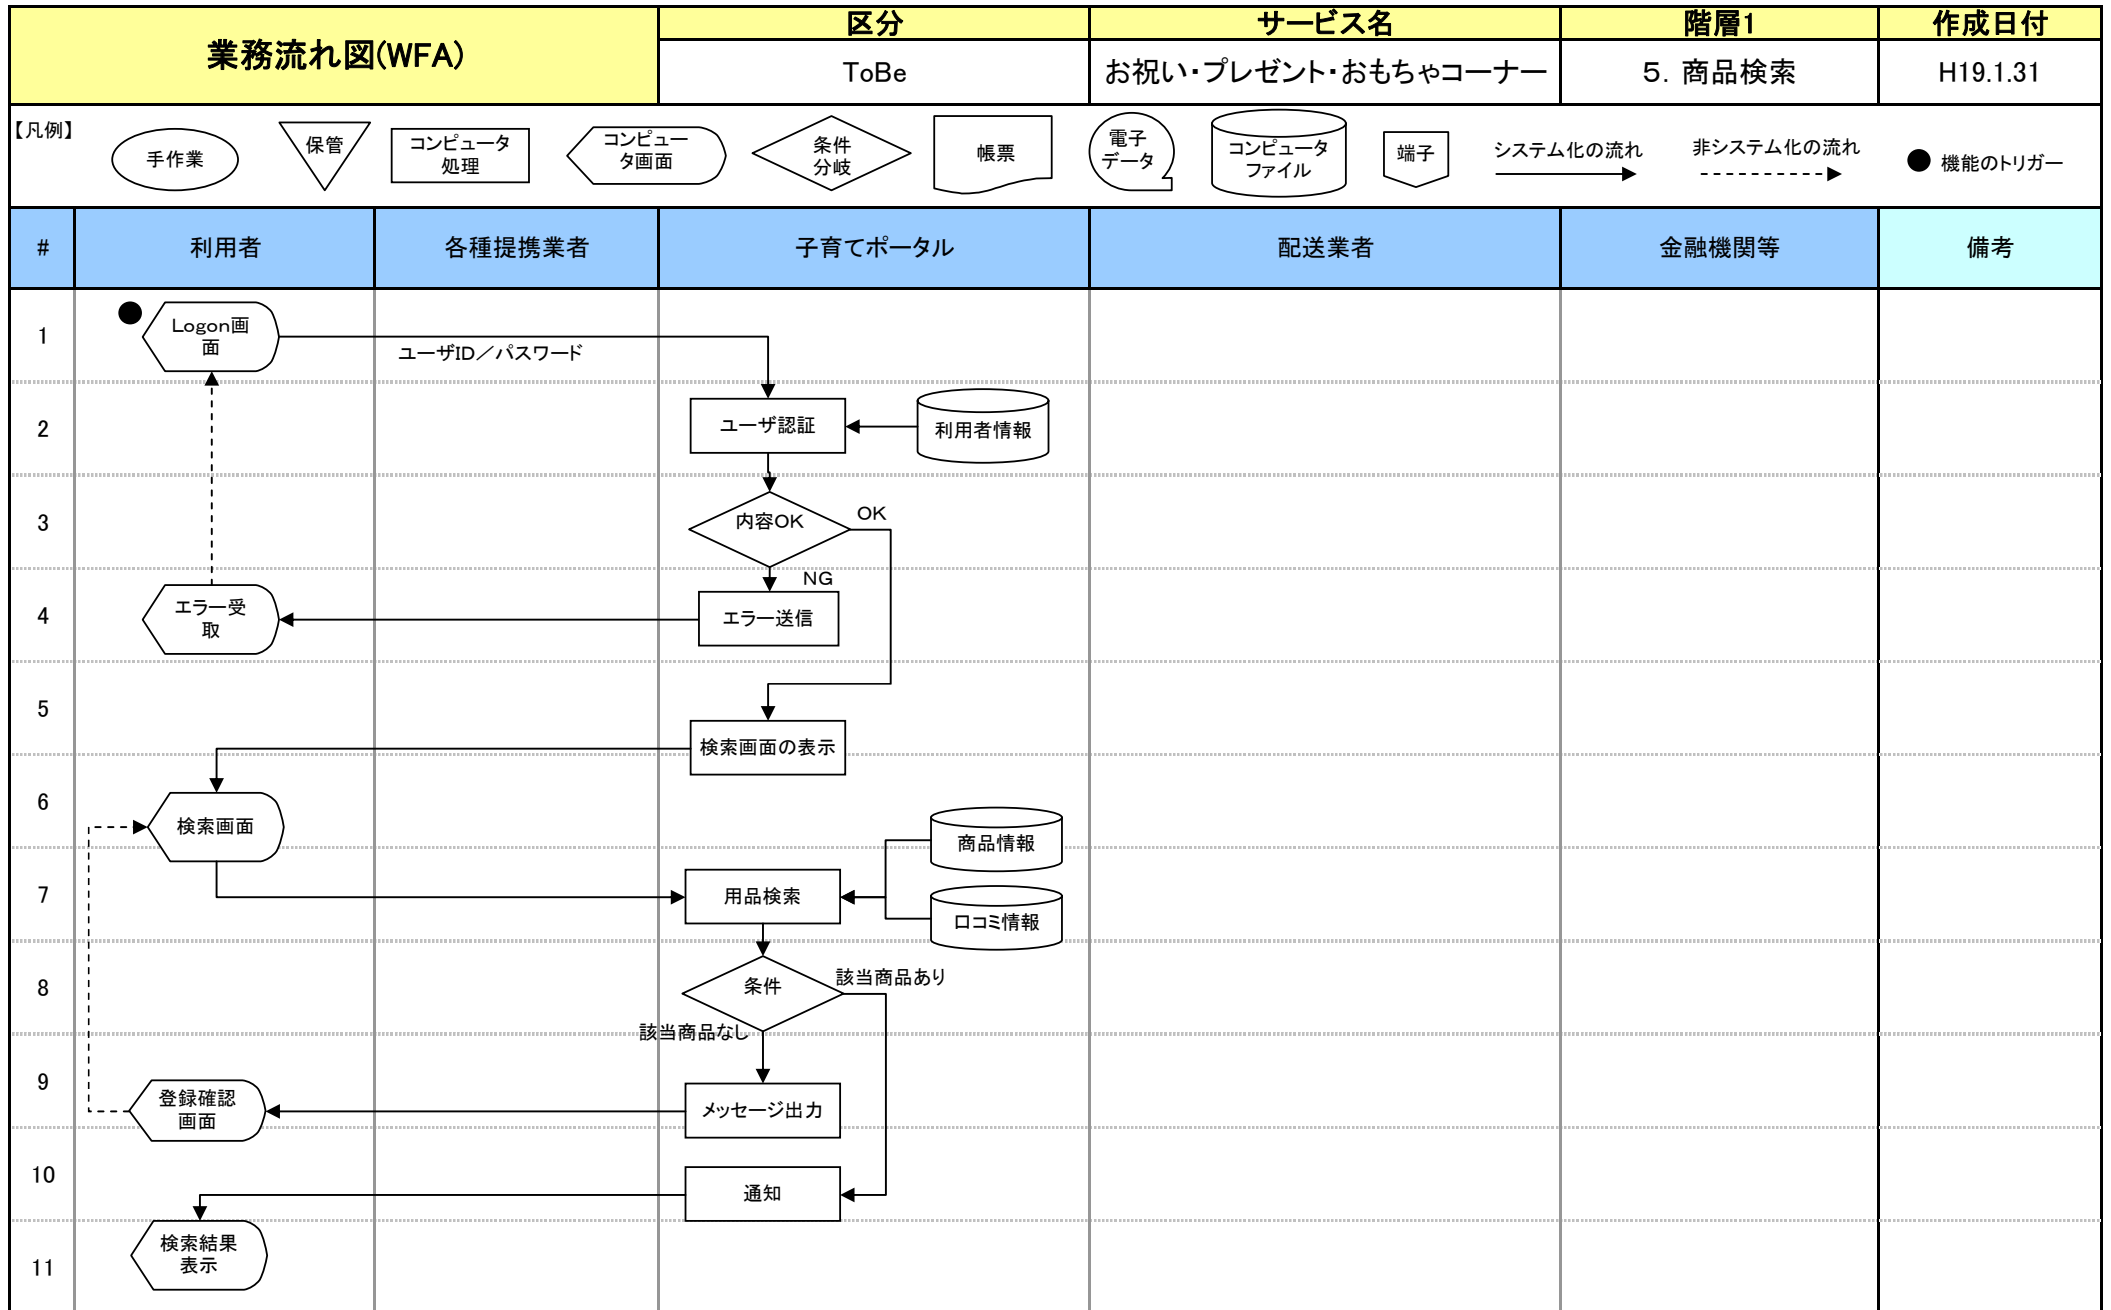 業務流れ図(WFA)
区分
サービス名
階層1
作成日付
ToBe
お祝い・プレゼント・おもちゃコーナー
5．商品検索
H19.1.31
【凡例】
手作業
保管
コンピュータ
処理
コンピュー
タ画面
条件
分岐
帳票
電子
データ
コンピュータ
ファイル
端子
システム化の流れ
非システム化の流れ
機能のトリガー
#
利用者
各種提携業者
子育てポータル
配送業者
金融機関等
備考
1
Logon画
面
ユーザID／パスワード
2
ユーザ認証
利用者情報
3
内容OK
OK
NG
4
エラー受
取
エラー送信
5
検索画面の表示
6
検索画面
商品情報
7
用品検索
口コミ情報
8
条件
該当商品あり
該当商品なし
9
登録確認
画面
メッセージ出力
10
通知
11
検索結果
表示